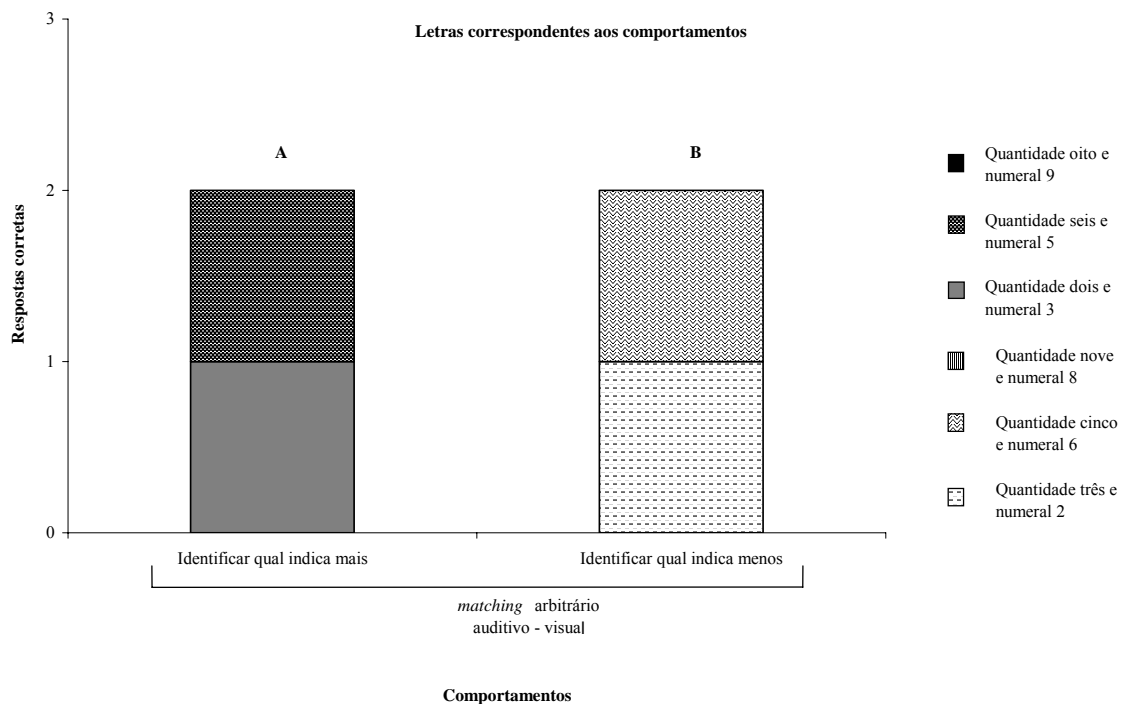 Letras correspondentes aos comportamentos
3
2
1
0
Respostas corretas
A
B
Identificar qual indica mais
Identificar qual indica menos
matching arbitrário
auditivo - visual
Comportamentos
Quantidade oito e
numeral 9
Quantidade seis e
numeral 5
Quantidade dois e
numeral 3
Quantidade nove
e numeral 8
Quantidade cinco
e numeral 6
Quantidade três e
numeral 2